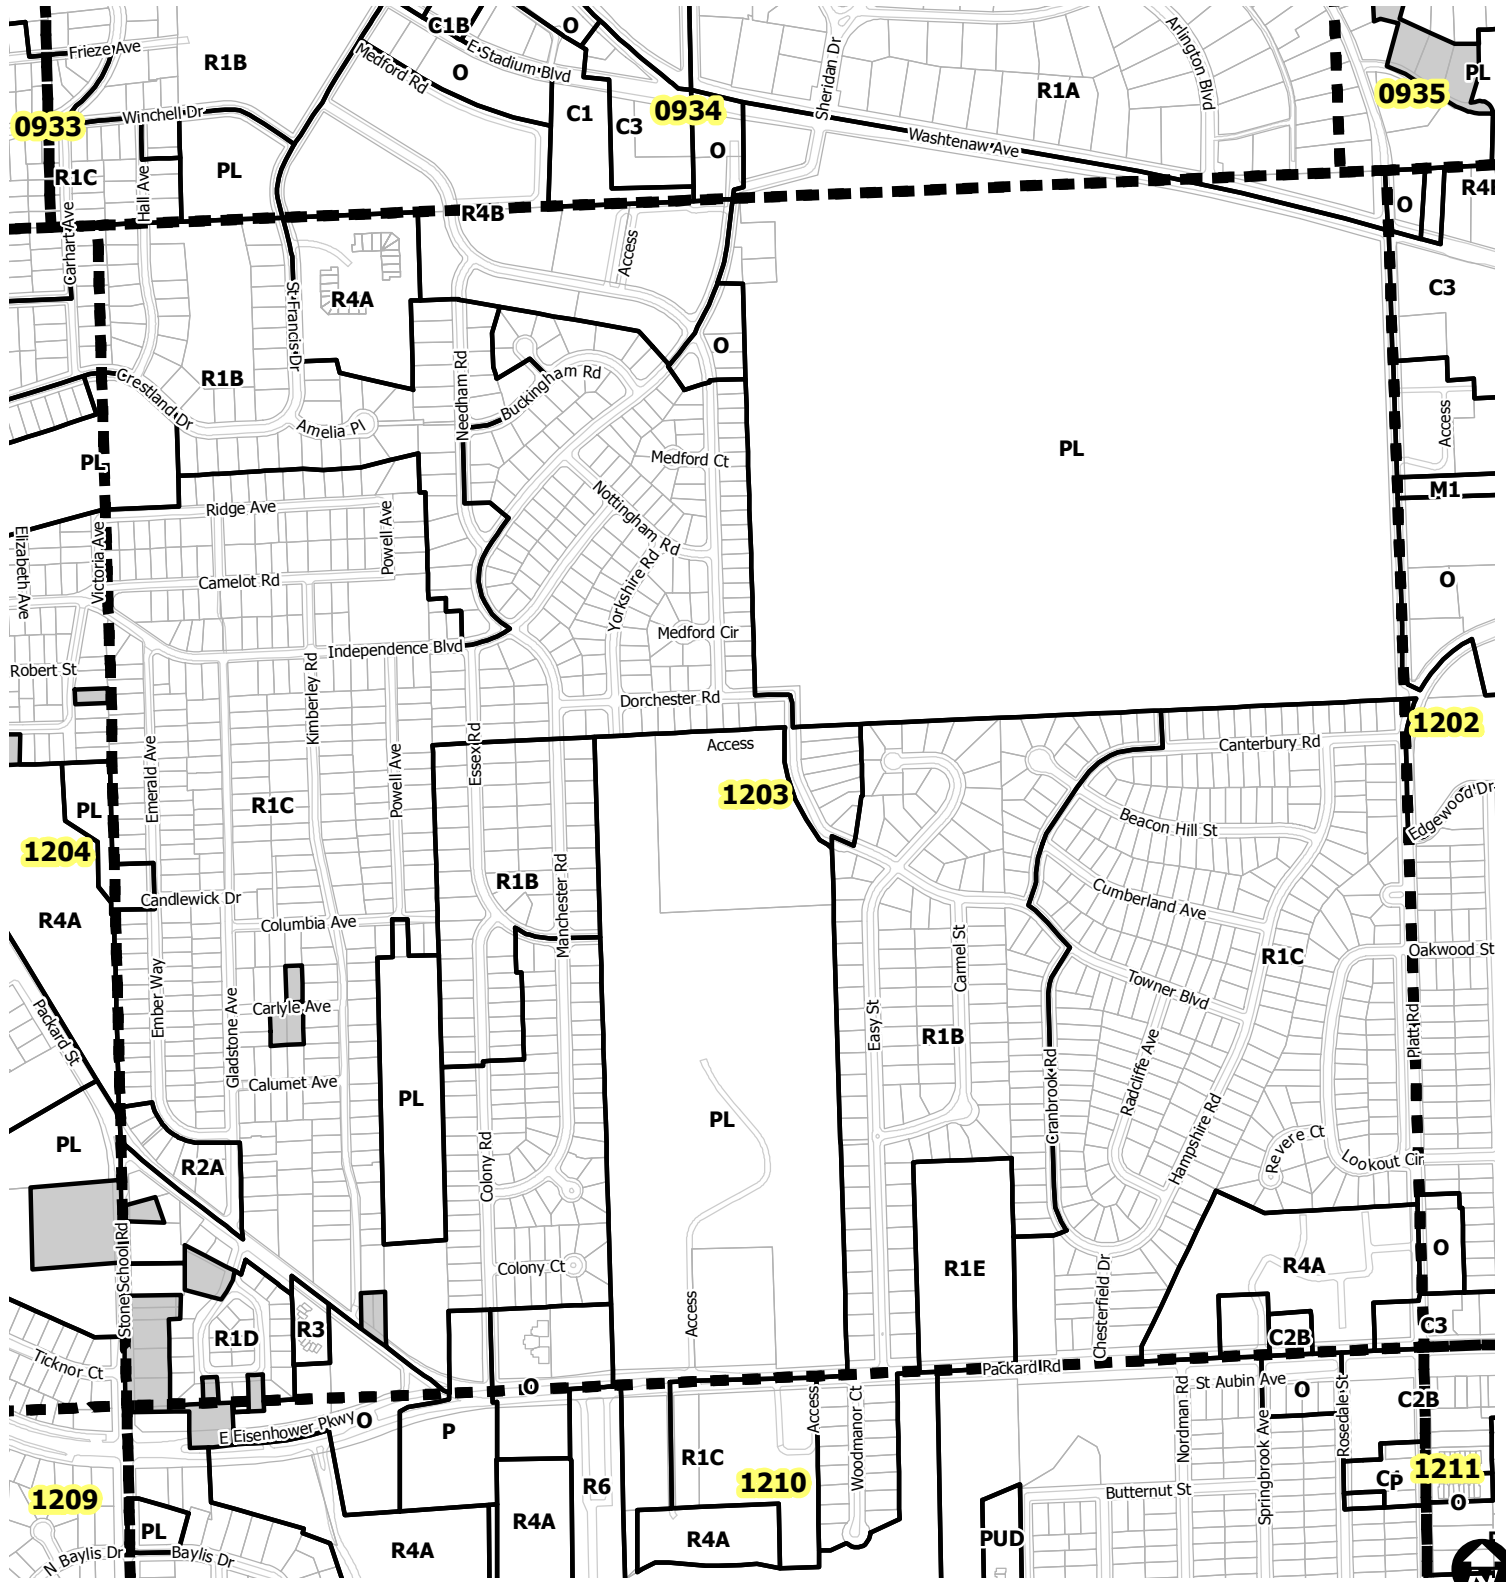 C1B
O
Frieze Ave
R1B
E Stadium Blvd
Medford Rd
O
Sheridan Dr
Arlington Blvd
R1A
PL
0935
0933
Winchell Dr
C1
C3
0934
Washtenaw Ave
O
R1C
Hall Ave
PL
R4B
O
Carhart Ave
Access
St Francis Dr
R4A
C3
O
R1B
Crestland Dr
Needham Rd
Buckingham Rd
Amelia Pl
Access
PL
Medford Ct
PL
M1
Ridge Ave
Powell Ave
Nottingham Rd
Elizabeth Ave
Victoria Ave
Camelot Rd
Yorkshire Rd
O
Medford Cir
Independence Blvd
Robert St
Kimberley Rd
Dorchester Rd
1202
Essex Rd
Access
Canterbury Rd
Emerald Ave
Powell Ave
1203
PL
R1C
Edgewood Dr
Beacon Hill St
1204
R1B
Manchester Rd
Candlewick Dr
Cumberland Ave
R4A
Columbia Ave
Carmel St
R1C
Oakwood St
Ember Way
Towner Blvd
Packard St
Gladstone Ave
Carlyle Ave
Easy St
R1B
Platt Rd
Calumet Ave
Cranbrook Rd
Radcliffe Ave
PL
PL
PL
Hampshire Rd
Revere Ct
Lookout Cir
R2A
Colony Rd
Stone School Rd
Colony Ct
R1E
R4A
O
Chesterfield Dr
Access
R1D
R3
C2B
C3
Ticknor Ct
Packard Rd
O
St Aubin Ave
O
C2B
E Eisenhower Pkwy
O
P
Access
Woodmanor Ct
Nordman Rd
Springbrook Ave
Rosedale St
R1C
1210
R6
C
P
1211
1209
Butternut St
O
PL
R4A
R4A
R4A
PUD
N Baylis Dr
Baylis Dr